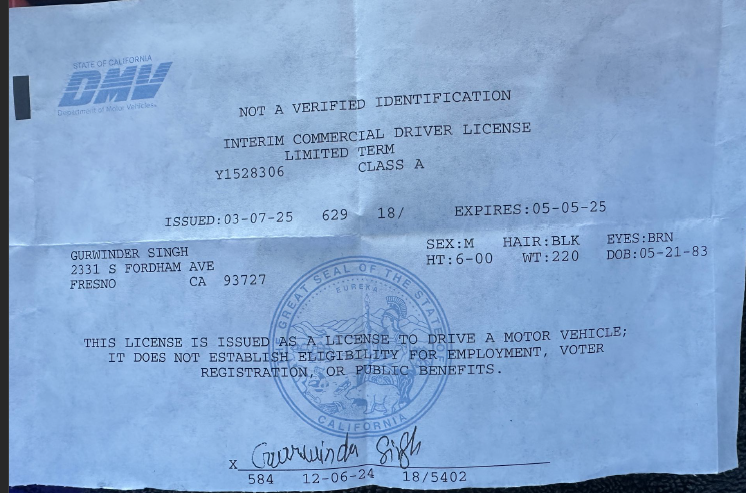 STATE OF CALIFORNIA
DMV
Department of Motor Vehicles
NOT A VERIFIED IDENTIFICATION
INTERIM COMMERCIAL DRIVER LICENSE
LIMITED TERM
Y1528306 CLASS A
ISSUED:03-07-25 629 18/ EXPIRES:05-05-25
SEX:M HAIR:BLK EYES:BRN
HT:6-00 WT:220 DOB:05-21-83
GURWINDER SINGH
2331 S FORDHAM AVE
FRESNO CA 93727
GREAT SEAL OF THE STATE OF
EUREKA
CALIFORNIA
THIS LICENSE IS ISSUED AS A LICENSE TO DRIVE A MOTOR VEHICLE;
IT DOES NOT ESTABLISH ELIGIBILITY FOR EMPLOYMENT, VOTER
REGISTRATION, OR PUBLIC BENEFITS.
X Gurwinder Singh
584 12-06-24 18/5402